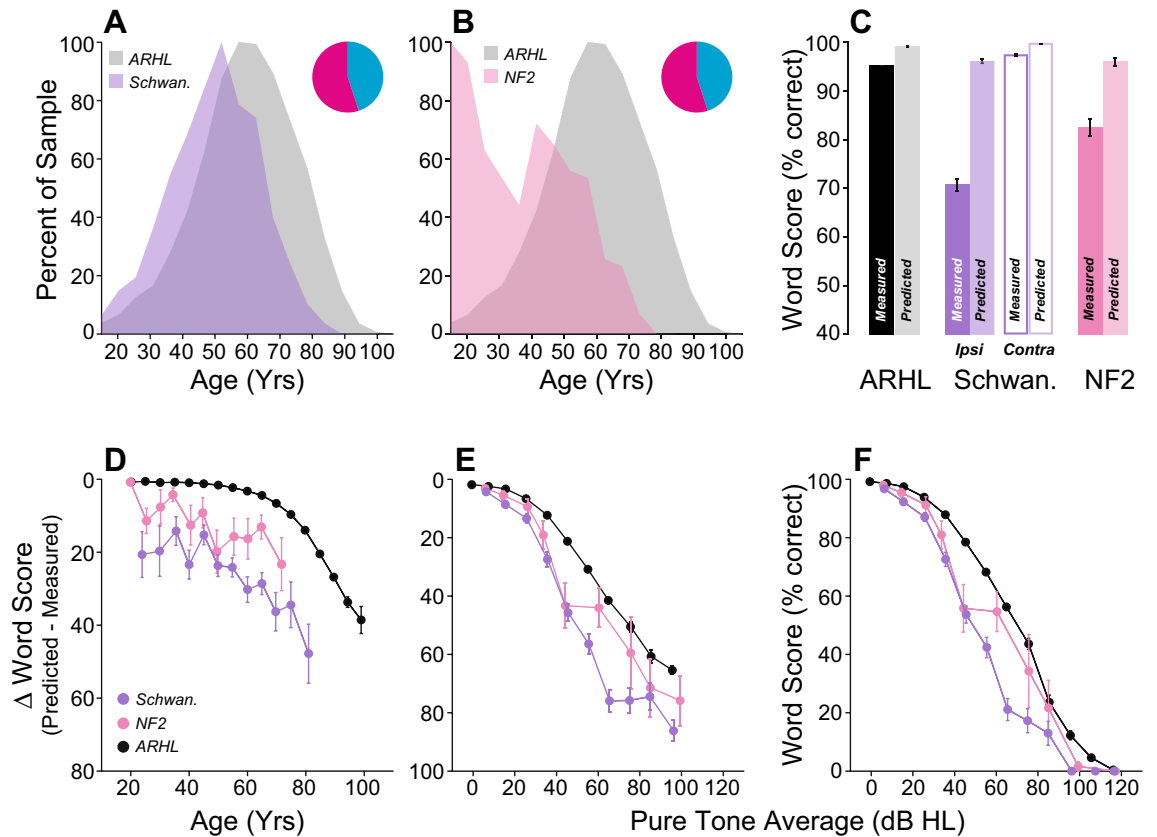 A
B
C
100
80
60
40
20
0
Percent of Sample
ARHL
Schwan.
20 30 40 50 60 70 80 90 100
Age (Yrs)
100
80
60
40
20
0
ARHL
NF2
20 30 40 50 60 70 80 90 100
Age (Yrs)
Word Score (% correct)
100
90
80
70
60
50
40
Measured
Predicted
Measured
Predicted
Measured
Predicted
Measured
Predicted
Ipsi Contra
ARHL Schwan. NF2
D
E
F
Δ Word Score
(Predicted - Measured)
0
20
40
60
80
Schwan.
NF2
ARHL
20 40 60 80 100
Age (Yrs)
0
20
40
60
80
100
0 20 40 60 80 100 120
Word Score (% correct)
100
80
60
40
20
0
0 20 40 60 80 100 120
Pure Tone Average (dB HL)